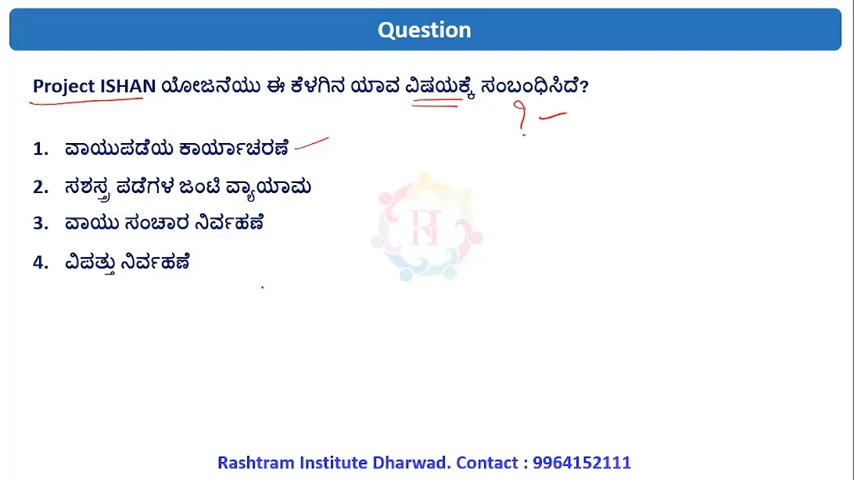 Question
Project ISHAN ಯೋಜನೆಯು ಈ ಕೆಳಗಿನ ಯಾವ ವಿಷಯಕ್ಕೆ ಸಂಬಂಧಿಸಿದೆ?
?
1. ವಾಯುಪಡೆಯ ಕಾರ್ಯಾಚರಣೆ
2. ಸಶಸ್ತ್ರ ಪಡೆಗಳ ಜಂಟಿ ವ್ಯಾಯಾಮ
3. ವಾಯು ಸಂಚಾರ ನಿರ್ವಹಣೆ
4. ವಿಪತ್ತು ನಿರ್ವಹಣೆ
Rashtram Institute Dharwad. Contact : 9964152111